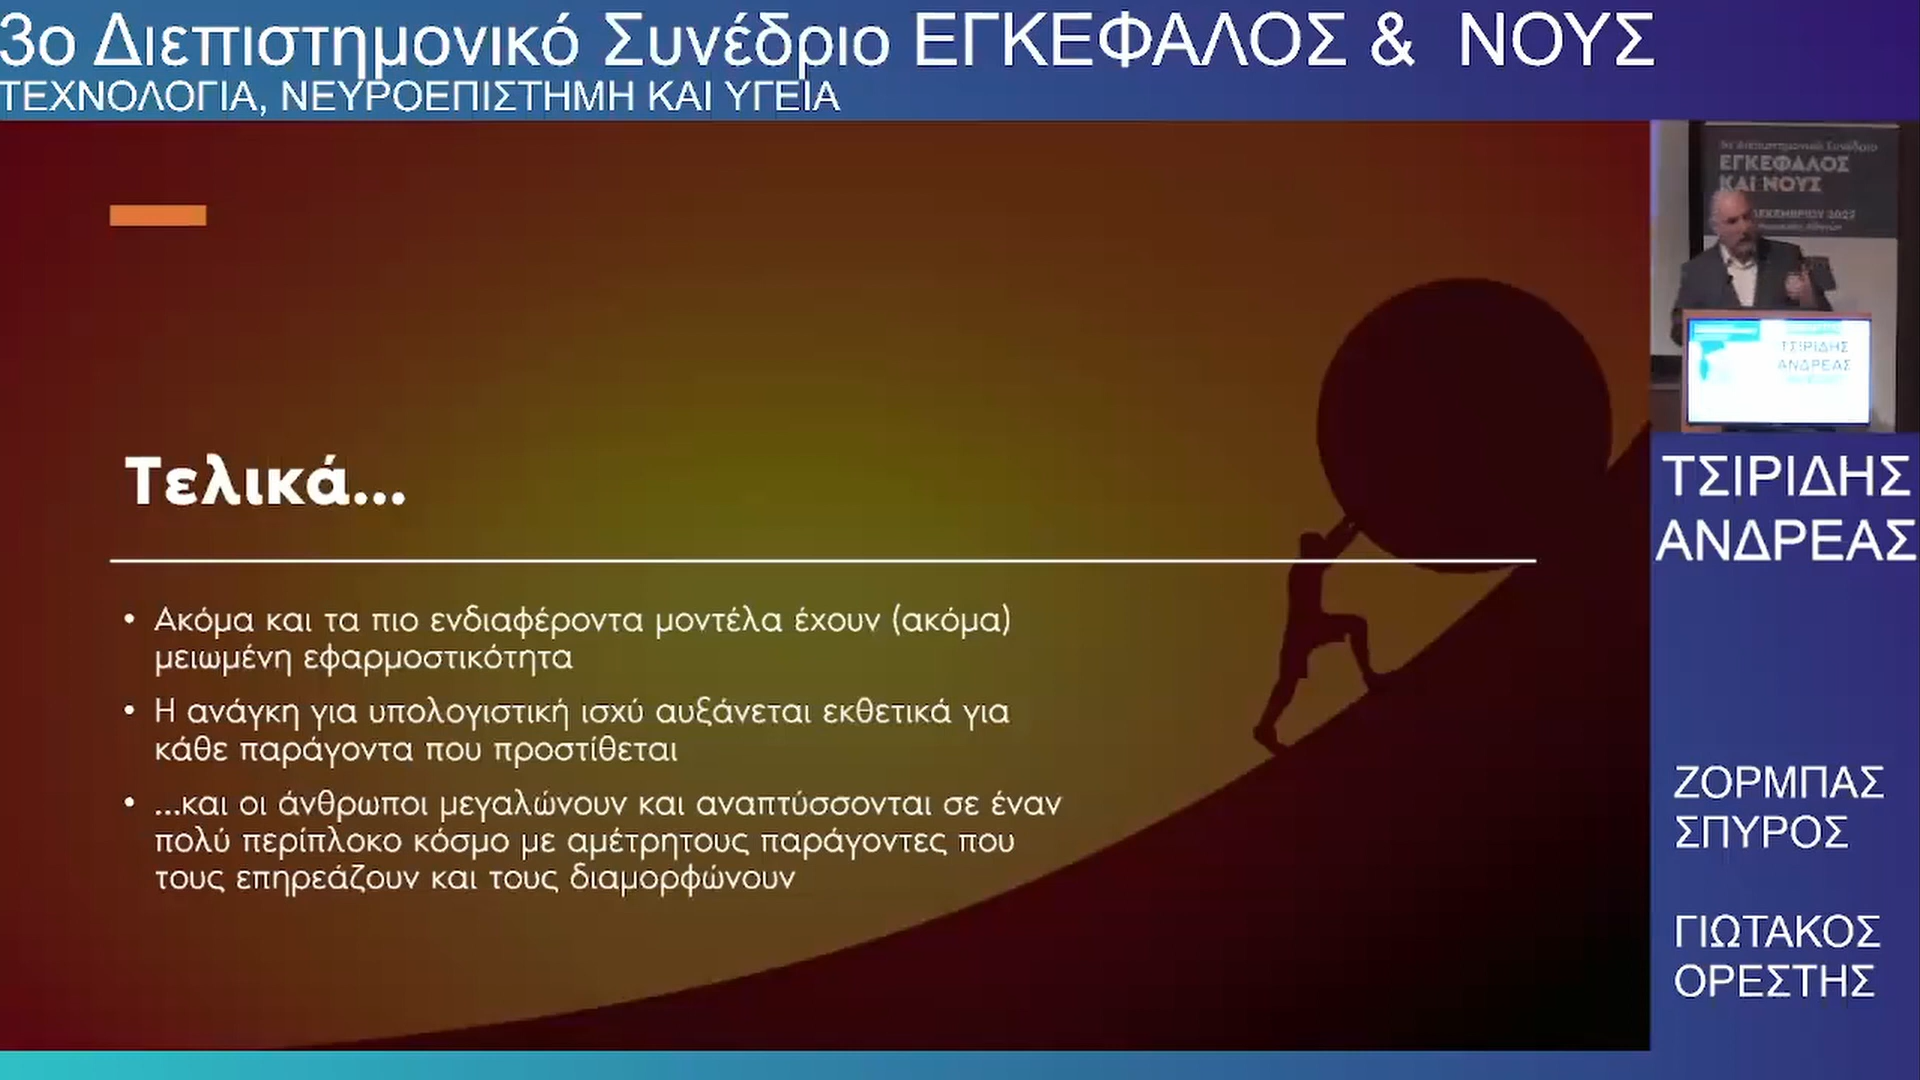 3ο Διεπιστημονικό Συνέδριο ΕΓΚΕΦΑΛΟΣ & ΝΟΥΣ
ΤΕΧΝΟΛΟΓΙΑ, ΝΕΥΡΟΕΠΙΣΤΗΜΗ ΚΑΙ ΥΓΕΙΑ
Τελικά...
• Ακόμα και τα πιο ενδιαφέροντα μοντέλα έχουν (ακόμα)
μειωμένη εφαρμοστικότητα
• Η ανάγκη για υπολογιστική ισχύ αυξάνεται εκθετικά για
κάθε παράγοντα που προστίθεται
• ...και οι άνθρωποι μεγαλώνουν και αναπτύσσονται σε έναν
πολύ περίπλοκο κόσμο με αμέτρητους παράγοντες που
τους επηρεάζουν και τους διαμορφώνουν
Διεπιστημονικό Συνέδριο
ΕΓΚΕΦΑΛΟΣ
ΚΑΙ ΝΟΥΣ
ΤΣΙΡΙΔΗΣ
ΑΝΔΡΕΑΣ
ΤΣΙΡΙΔΗΣ
ΑΝΔΡΕΑΣ
ΖΟΡΜΠΑΣ
ΣΠΥΡΟΣ
ΓΙΩΤΑΚΟΣ
ΟΡΕΣΤΗΣ